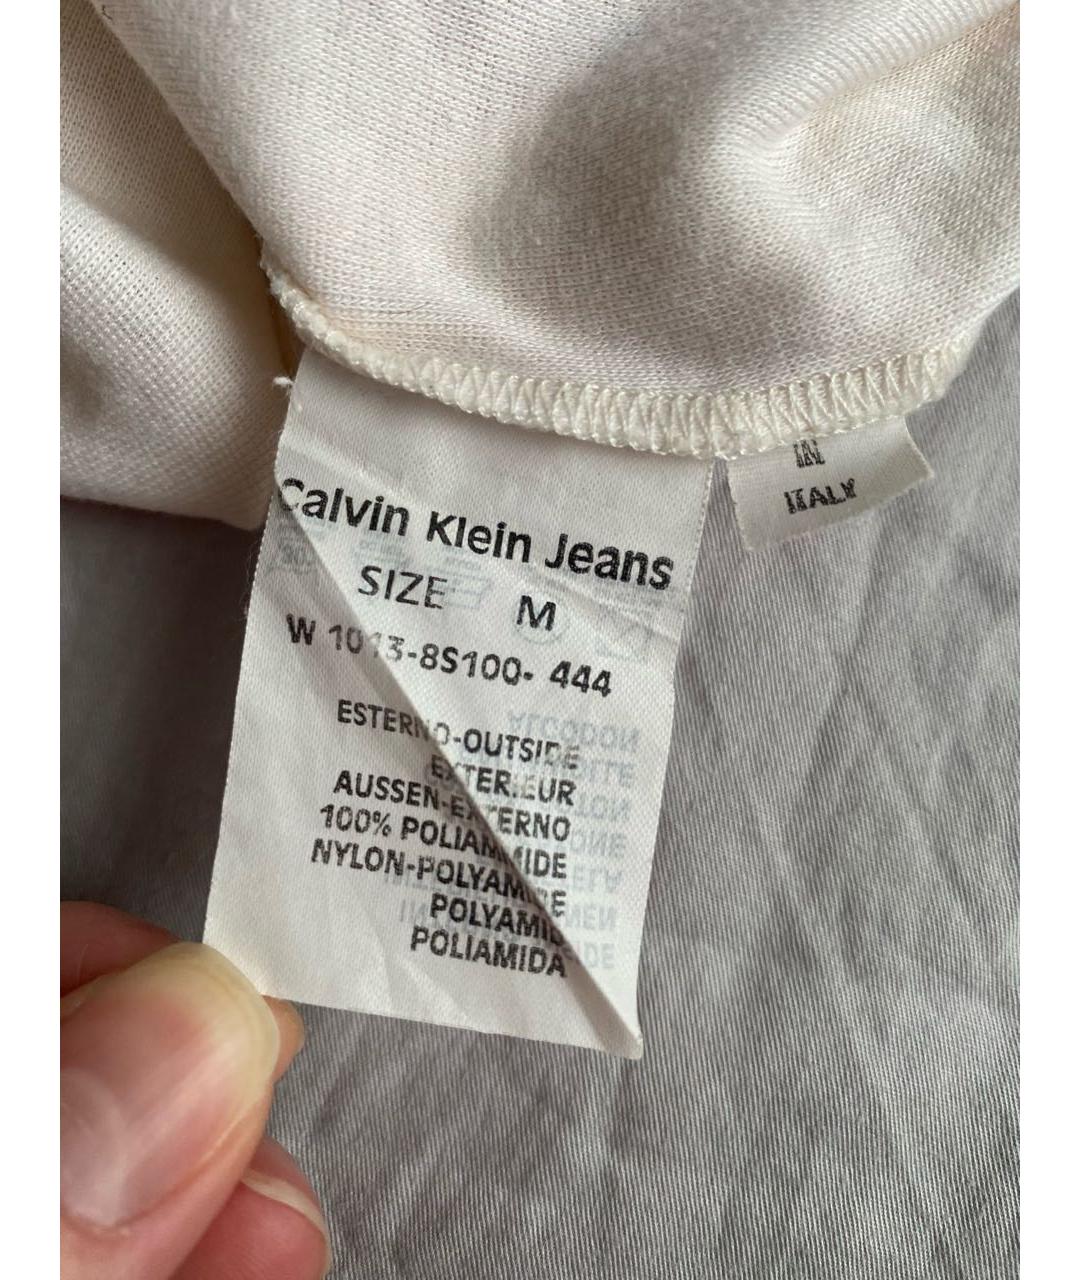 Calvin Klein Jeans
SIZE M
W 1013-8S100- 444
ESTERNO-OUTSIDE
EXTERIEUR
AUSSEN-EXTERNO
100% POLIAMMIDE
NYLON-POLYAMIDE
POLYAMID
POLIAMIDA
IN
ITALY